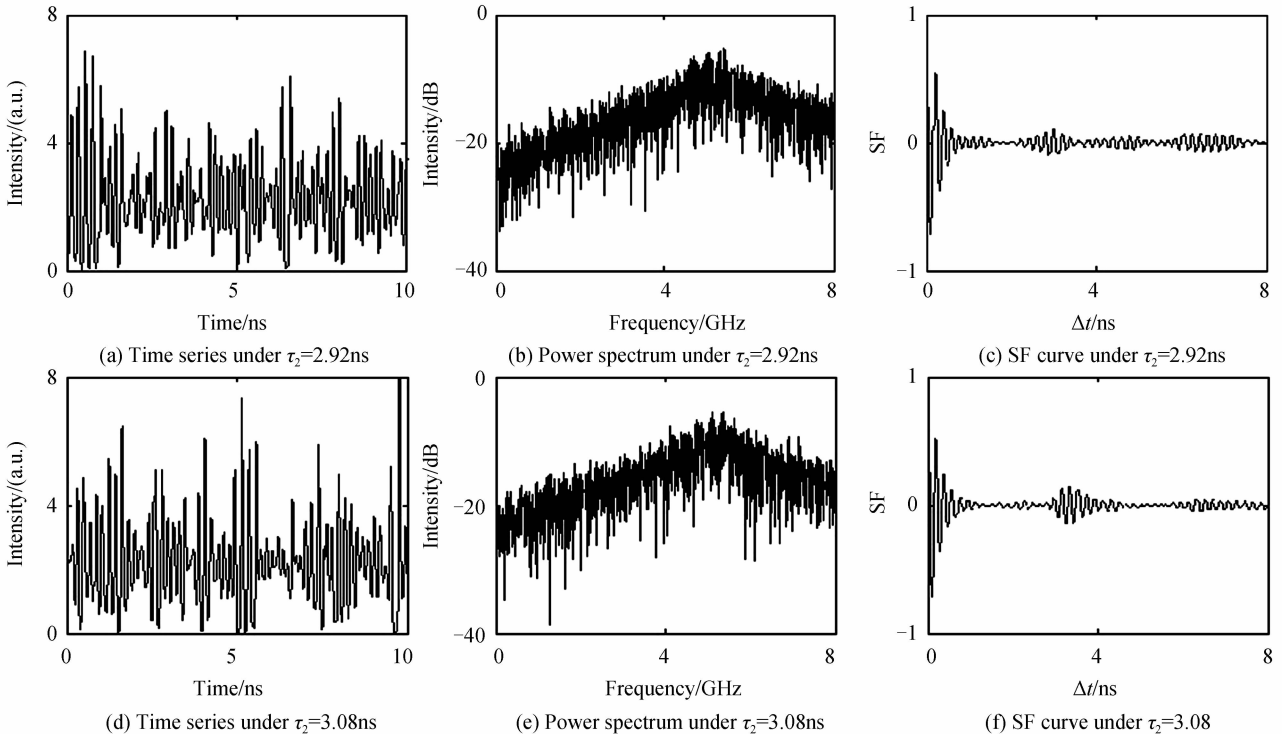 8
4
0
Intensity/(a.u.)
0 5 10
Time/ns
(a) Time series under τ₂=2.92ns
0
−20
−40
Intensity/dB
0 4 8
Frequency/GHz
(b) Power spectrum under τ₂=2.92ns
1
0
−1
SF
0 4 8
Δt/ns
(c) SF curve under τ₂=2.92ns
8
4
0
Intensity/(a.u.)
0 5 10
Time/ns
(d) Time series under τ₂=3.08ns
0
−20
−40
Intensity/dB
0 4 8
Frequency/GHz
(e) Power spectrum under τ₂=3.08ns
1
0
−1
SF
0 4 8
Δt/ns
(f) SF curve under τ₂=3.08